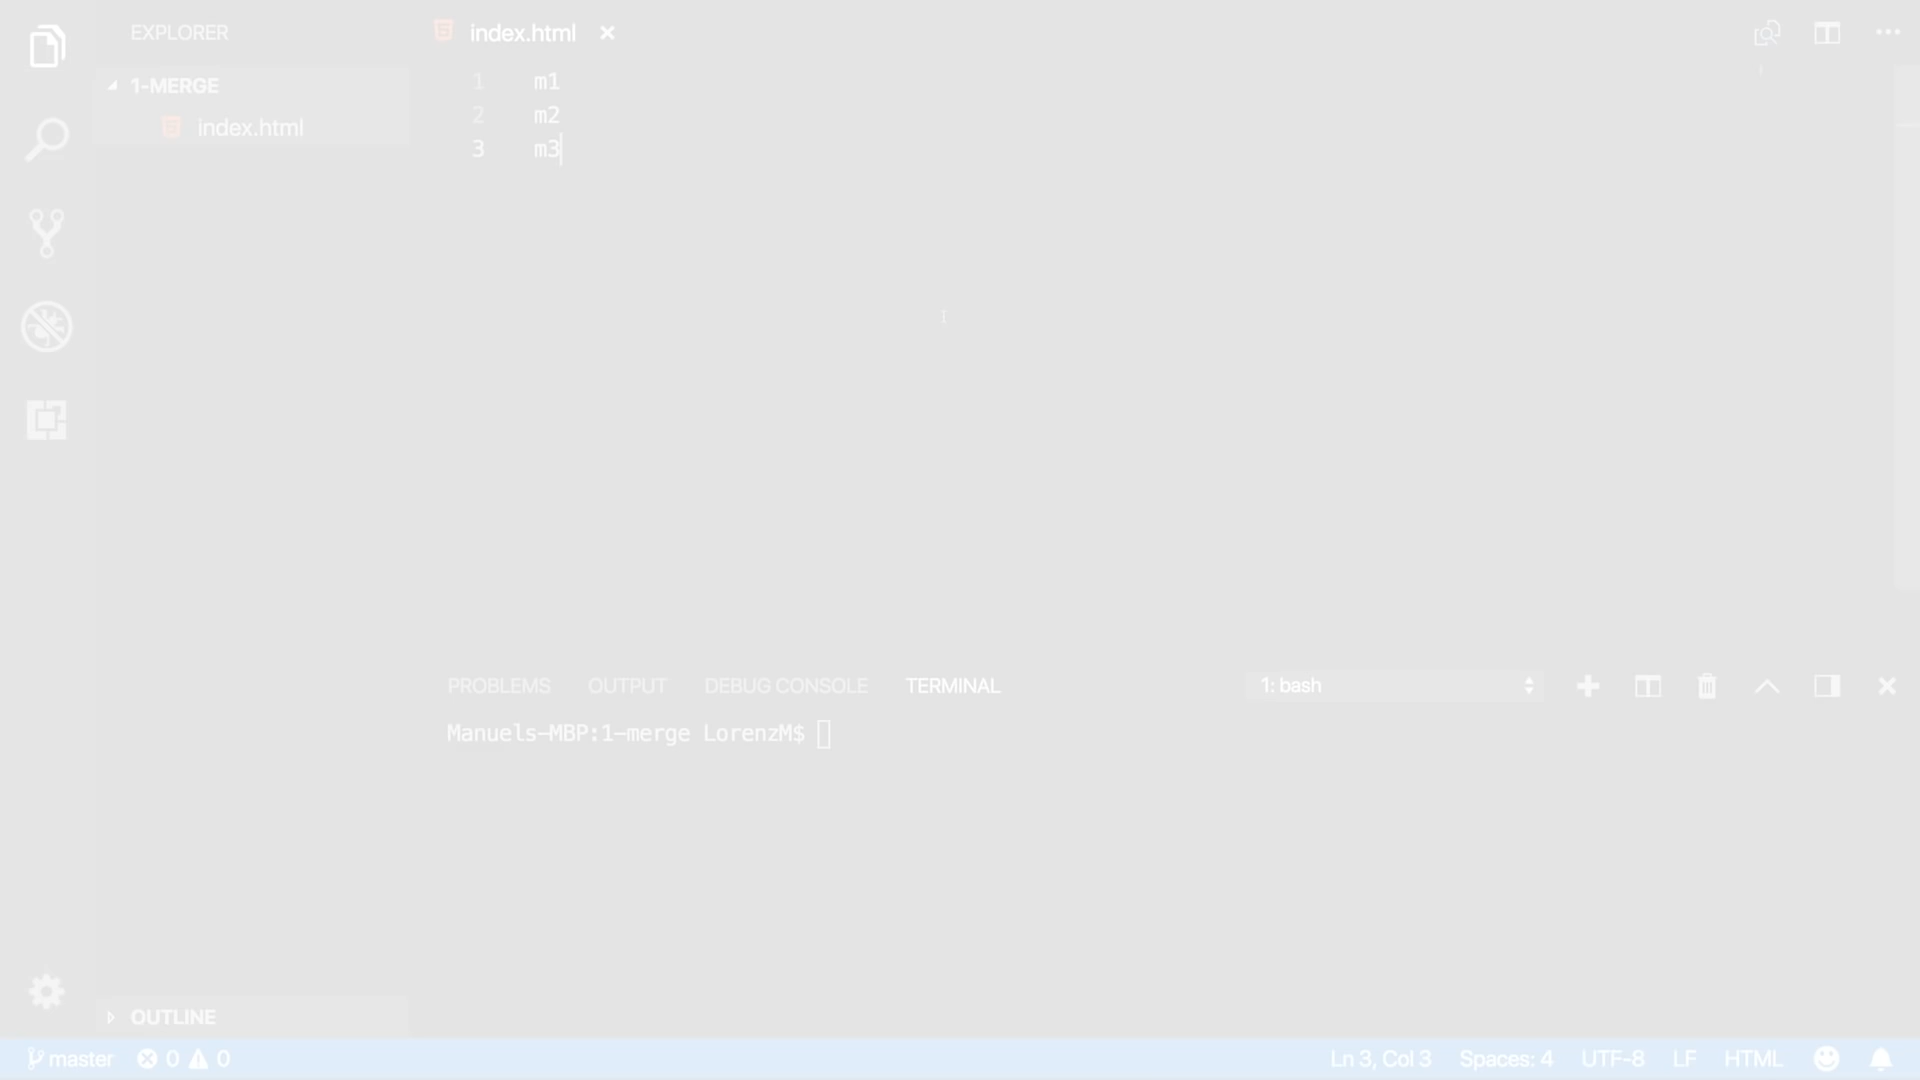 EXPLORER
1-MERGE
index.html
index.html
1 m1
2 m2
3 m3
PROBLEMS OUTPUT DEBUG CONSOLE TERMINAL 1: bash
Manuels-MBP:1-merge LorenzM$
OUTLINE
master 0 0 Ln 3, Col 3 Spaces: 4 UTF-8 LF HTML